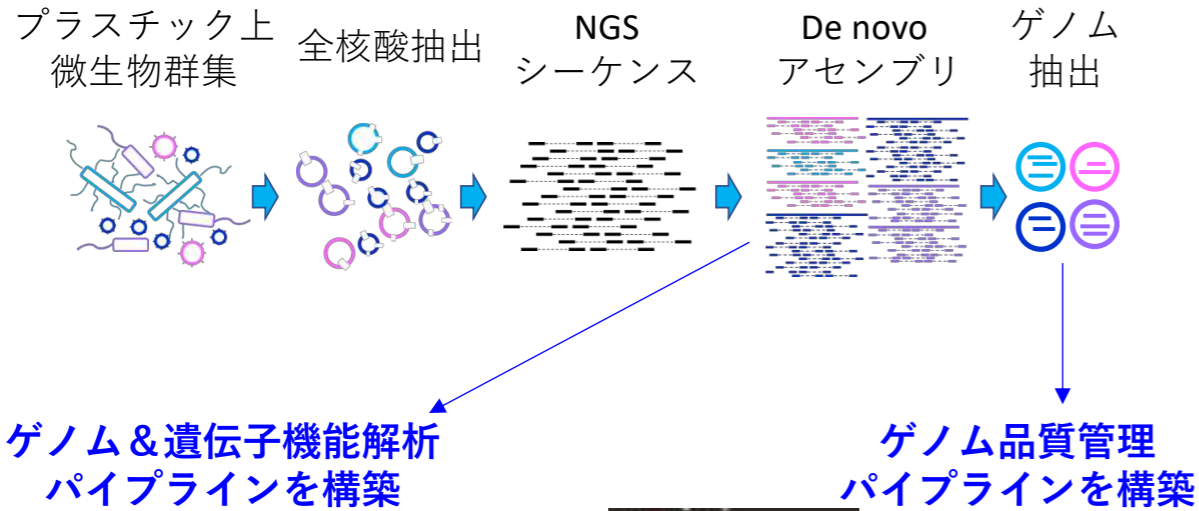 プラスチック上
微生物群集
全核酸抽出
NGS
シーケンス
De novo
アセンブリ
ゲノム
抽出
ゲノム＆遺伝子機能解析
パイプラインを構築
ゲノム品質管理
パイプラインを構築